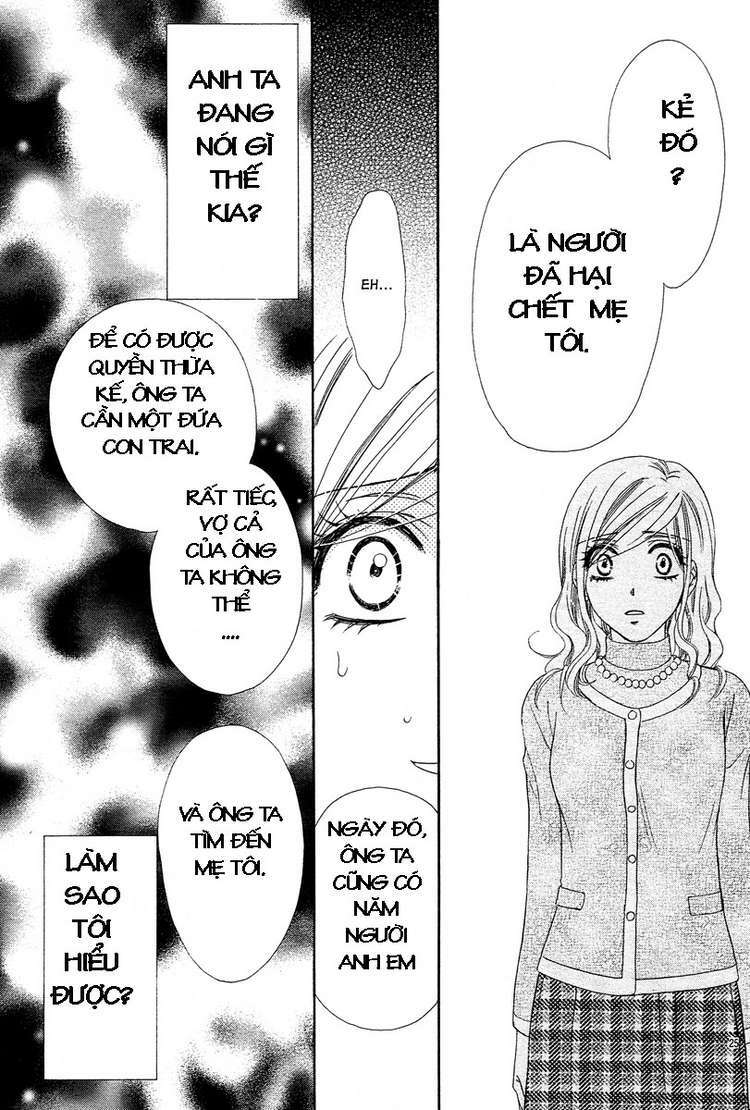 KẺ
ĐÓ
?
LÀ NGƯỜI
ĐÃ HẠI
CHẾT MẸ
TÔI.
EH...
NGÀY ĐÓ,
ÔNG TA
CŨNG CÓ
NĂM
NGƯỜI
ANH EM
ANH TA
ĐANG
NÓI GÌ
THẾ
KIA?
ĐỂ CÓ ĐƯỢC
QUYỀN THỪA
KẾ, ÔNG TA
CẦN MỘT ĐỨA
CON TRAI.
RẤT TIẾC,
VỢ CẢ
CỦA ÔNG
TA KHÔNG
THỂ
....
VÀ ÔNG TA
TÌM ĐẾN
MẸ TÔI.
LÀM
SAO
TÔI
HIỂU
ĐƯỢC?